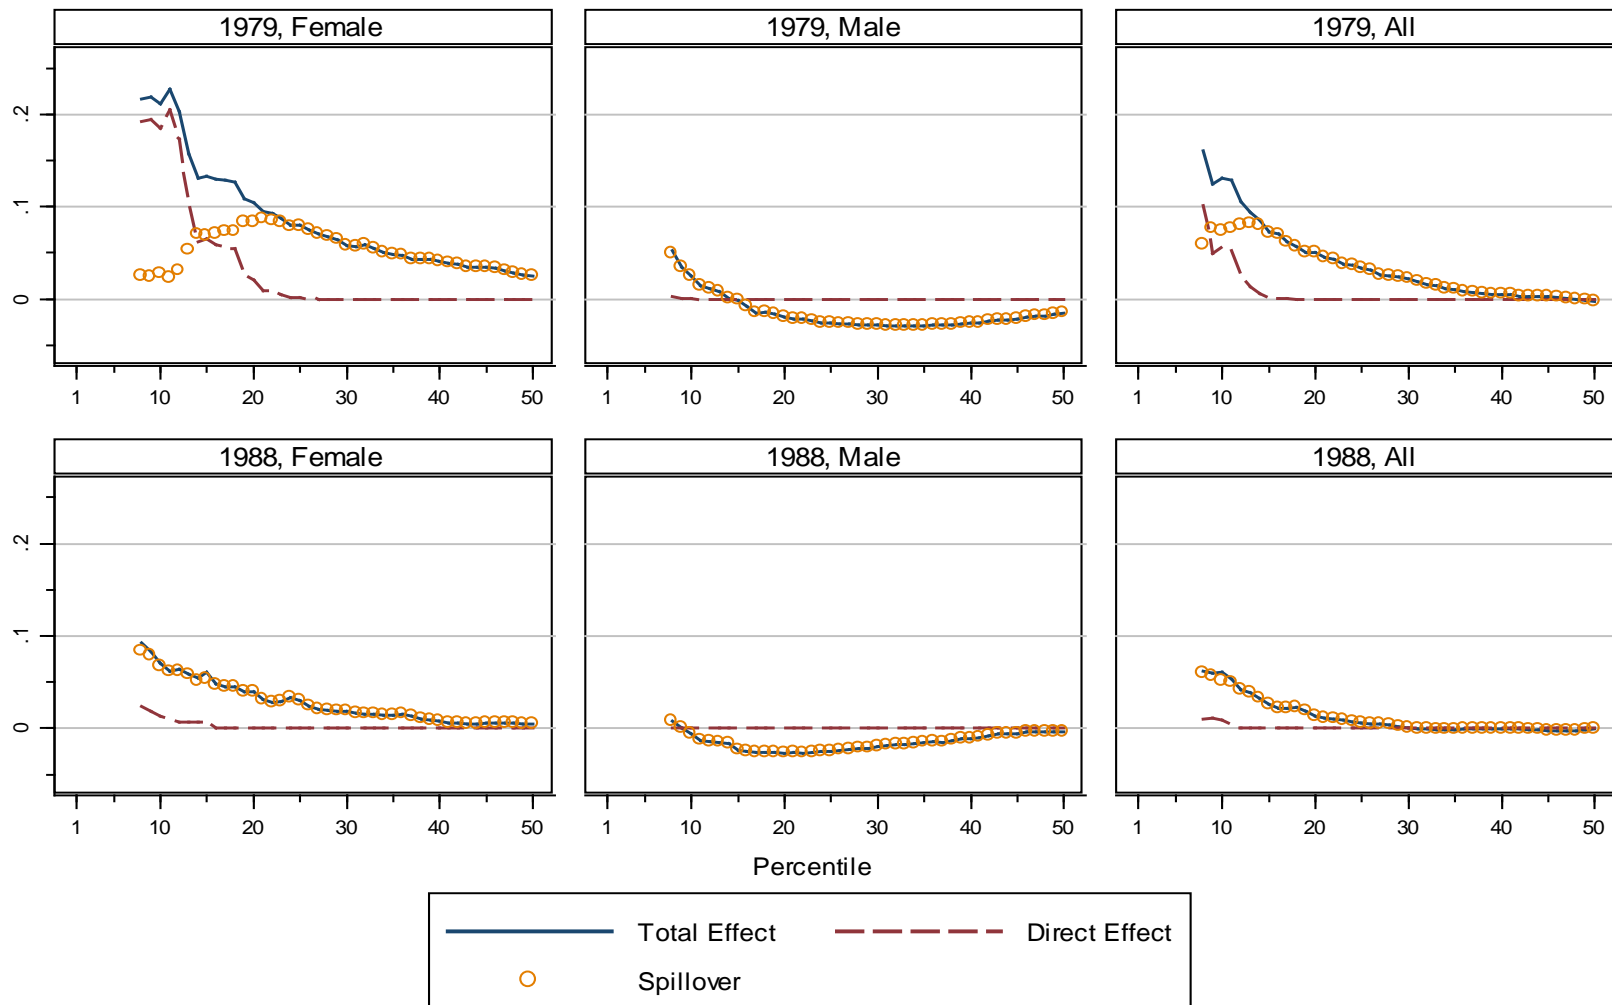 1979, Female
1979, Male
1979, All
.2
.1
0
1 10 20 30 40 50
1 10 20 30 40 50
1 10 20 30 40 50
1988, Female
1988, Male
1988, All
.2
.1
0
1 10 20 30 40 50
1 10 20 30 40 50
1 10 20 30 40 50
Percentile
Total Effect
Direct Effect
Spillover